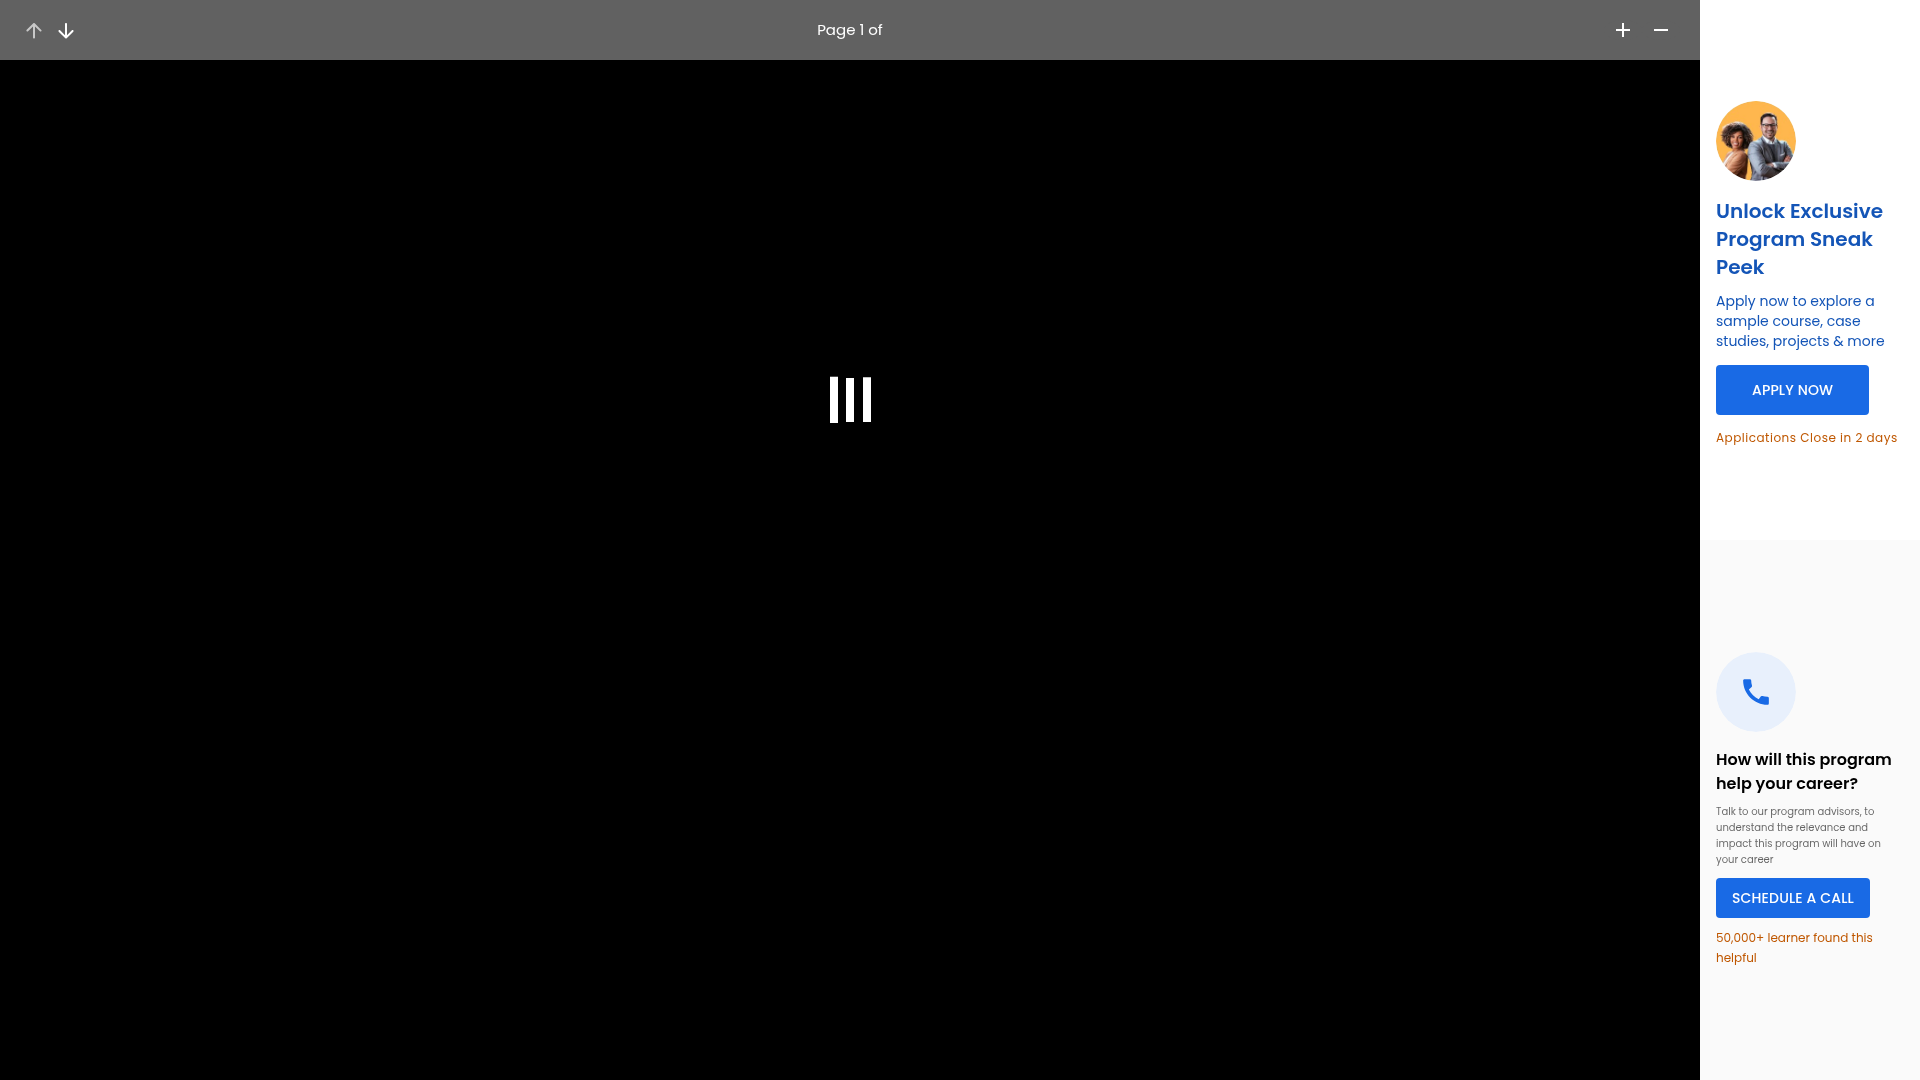 Page 1 of
Unlock Exclusive
Program Sneak
Peek
Apply now to explore a
sample course, case
studies, projects & more
APPLY NOW
Applications Close in 2 days
How will this program
help your career?
Talk to our program advisors, to
understand the relevance and
impact this program will have on
your career
SCHEDULE A CALL
50,000+ learner found this
helpful